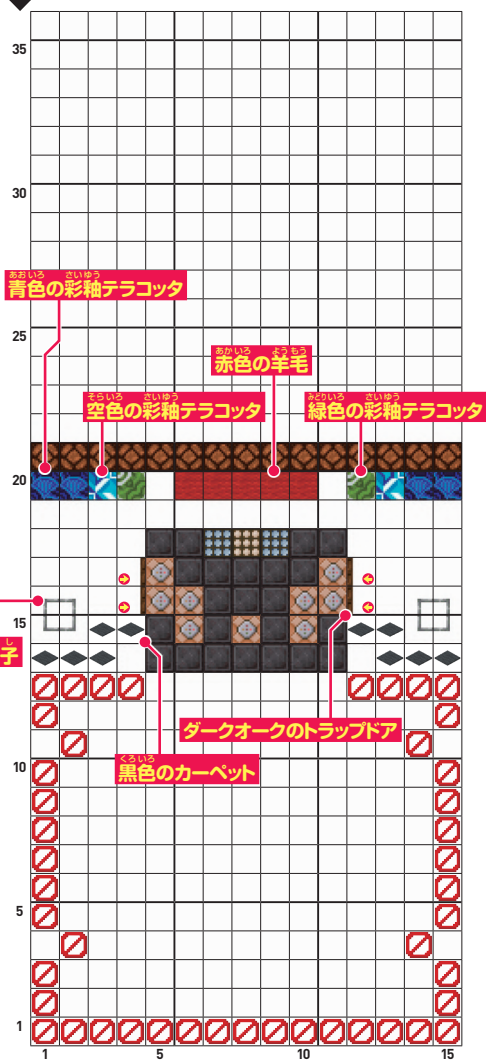 35
30
あおいろ さいゆう
青色の彩釉テラコッタ
25
あかいろ ようもう
赤色の羊毛
そらいろ さいゆう
空色の彩釉テラコッタ
みどりいろ さいゆう
緑色の彩釉テラコッタ
20
15
し
子
ダークオークのトラップドア
くろいろ
黒色のカーペット
10
5
1
1 5 10 15